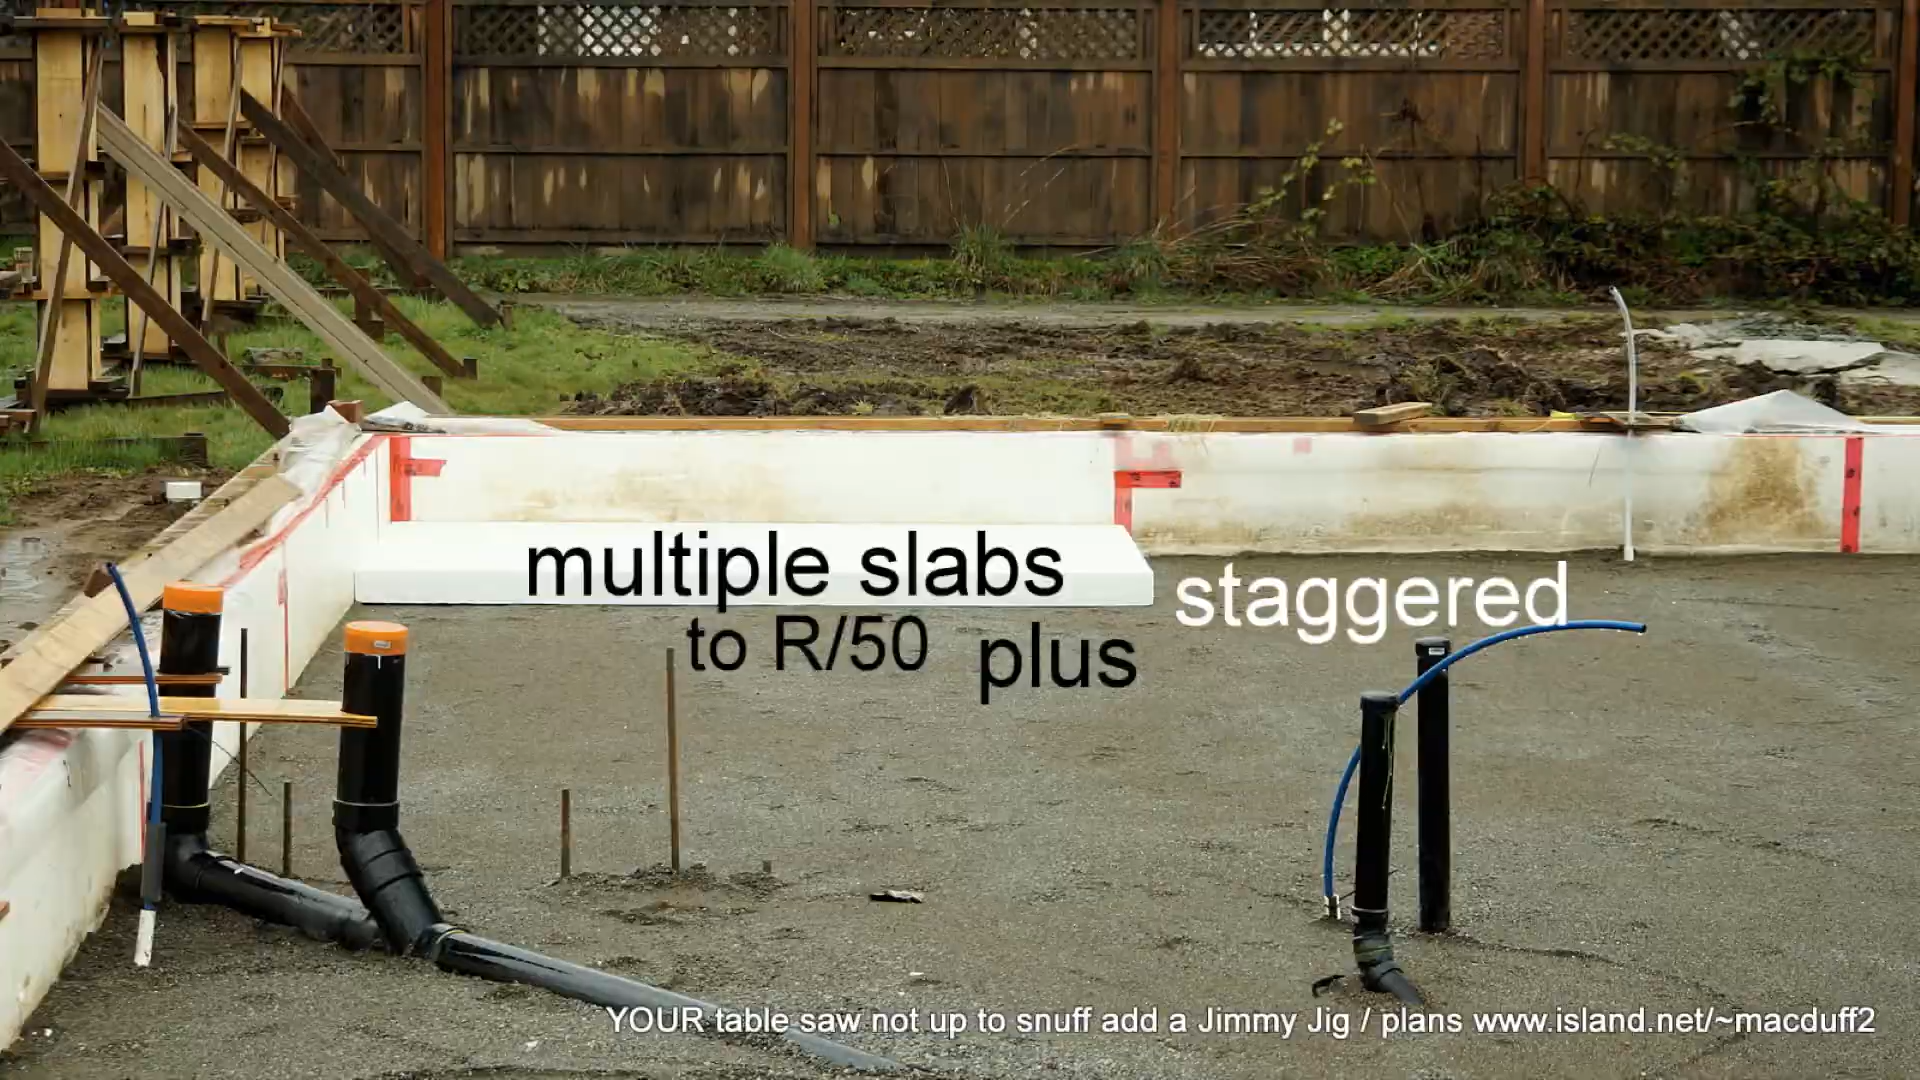 multiple slabs
staggered
to R/50 plus
YOUR table saw not up to snuff add a Jimmy Jig / plans www.island.net/~macduff2